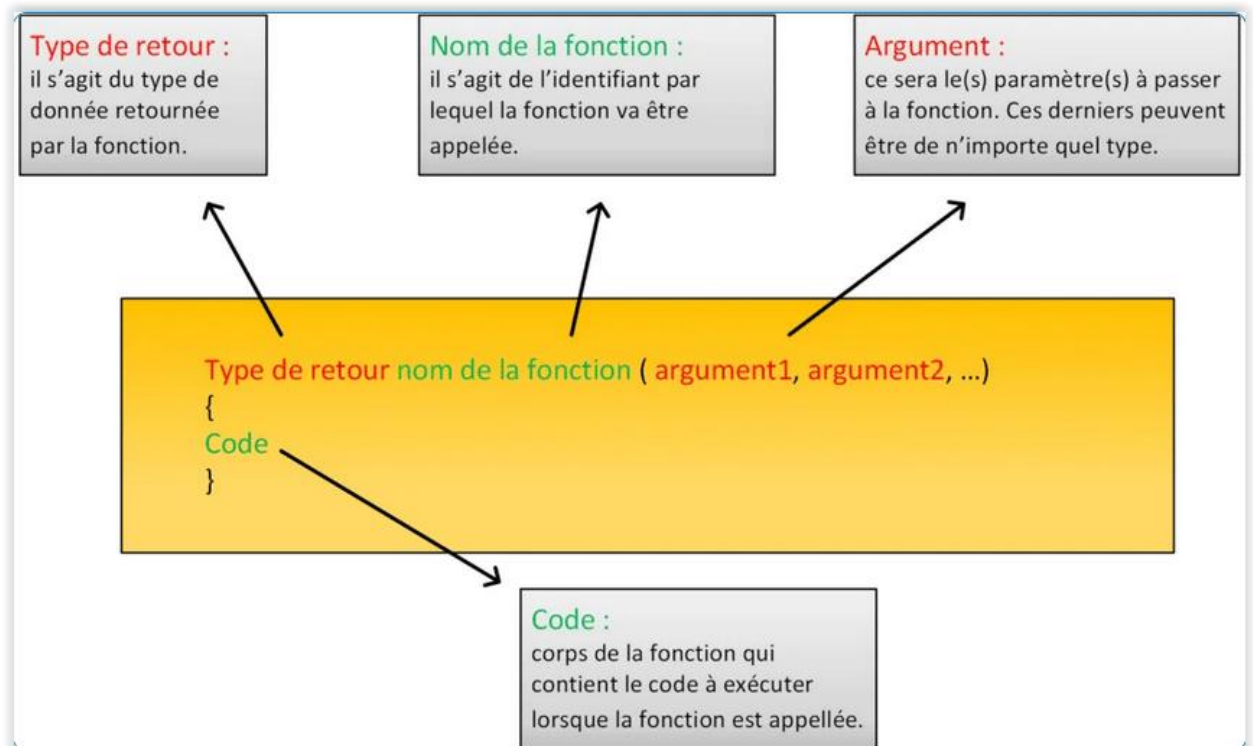 Type de retour :
il s’agit du type de
donnée retournée
par la fonction.
Nom de la fonction :
il s’agit de l’identifiant par
lequel la fonction va être
appelée.
Argument :
ce sera le(s) paramètre(s) à passer
à la fonction. Ces derniers peuvent
être de n’importe quel type.
Type de retour nom de la fonction ( argument1, argument2, ...)
{
Code
}
Code :
corps de la fonction qui
contient le code à exécuter
lorsque la fonction est appellée.